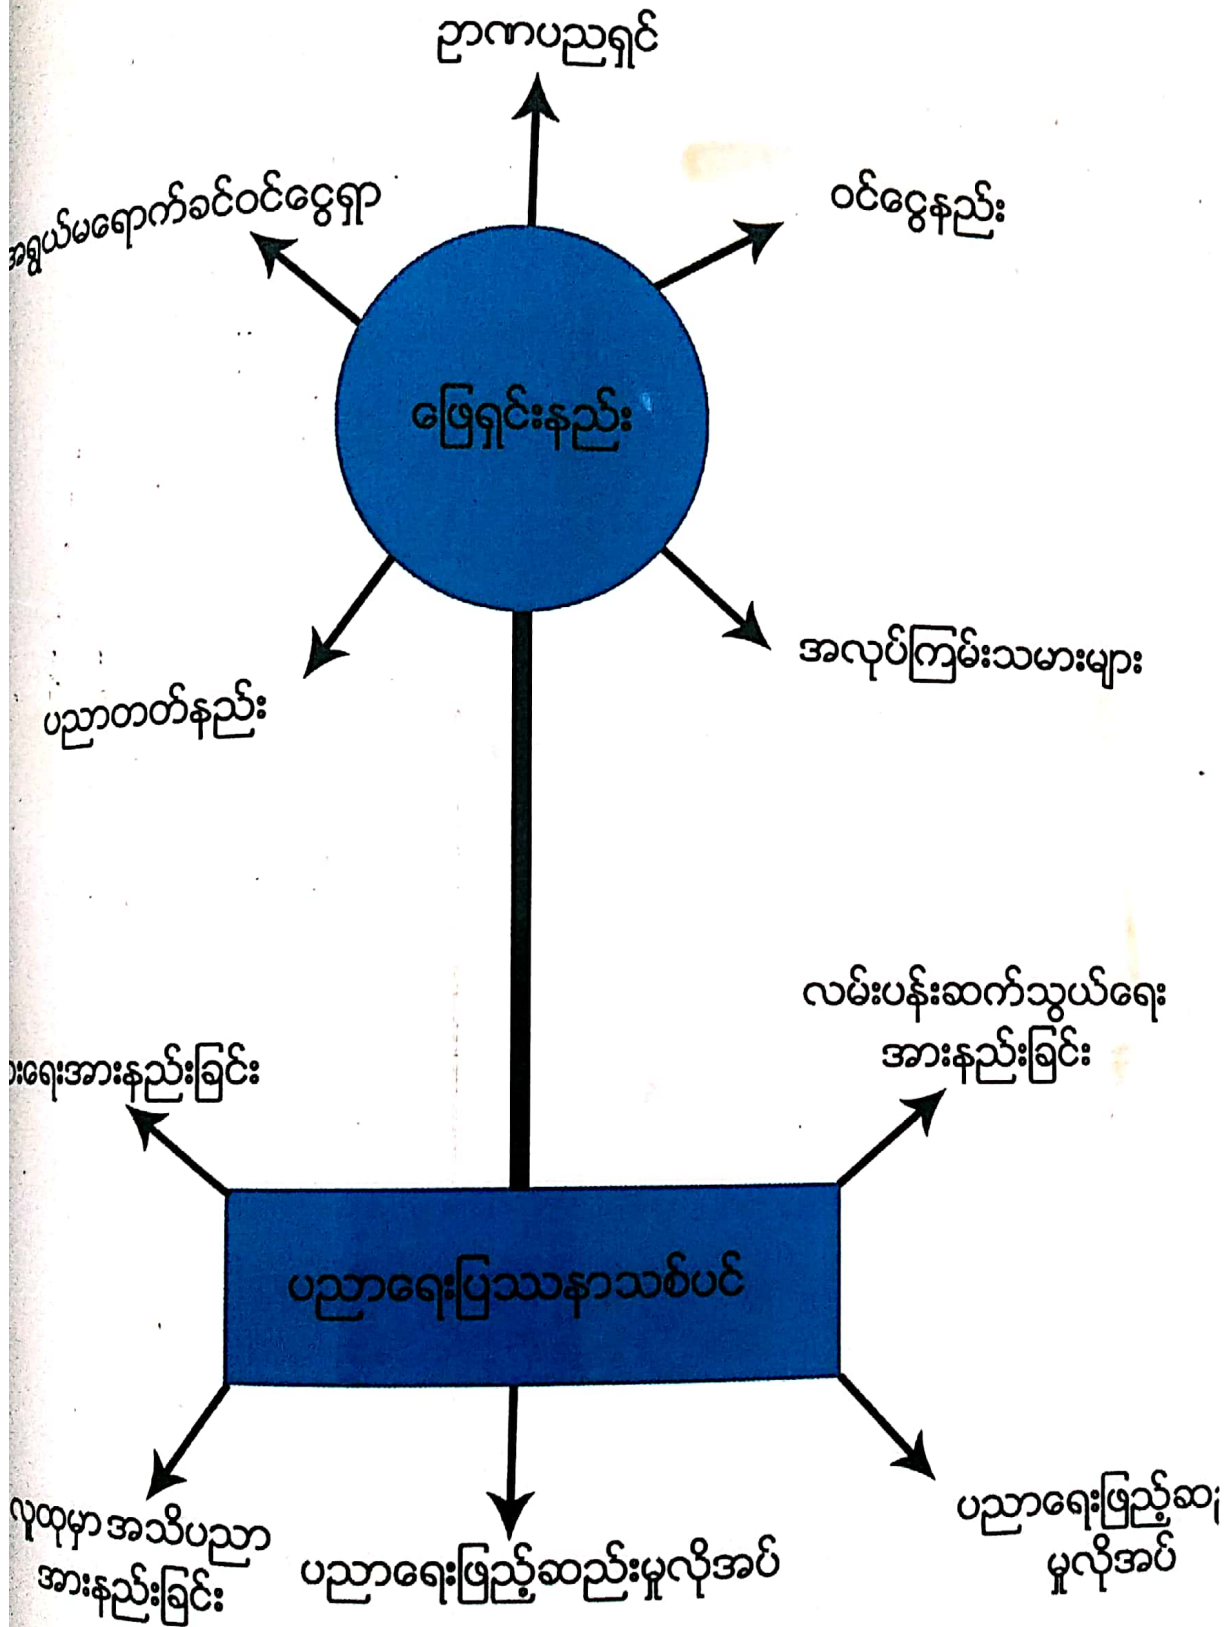 ဉာဏပညရှင်
အရွယ်မရောက်ခင်ဝင်ငွေရှာ
ဝင်ငွေနည်း
ဖြေရှင်းနည်း
အလုပ်ကြမ်းသမားများ
ပညာတတ်နည်း
လမ်းပန်းဆက်သွယ်ရေး
အားနည်းခြင်း
ားရေးအားနည်းခြင်း
ပညာရေးပြဿနာသစ်ပင်
လူထုမှာအသိပညာ
အားနည်းခြင်း
ပညာရေးဖြည့်ဆည်းမှုလိုအပ်
ပညာရေးဖြည့်ဆ
မှုလိုအပ်